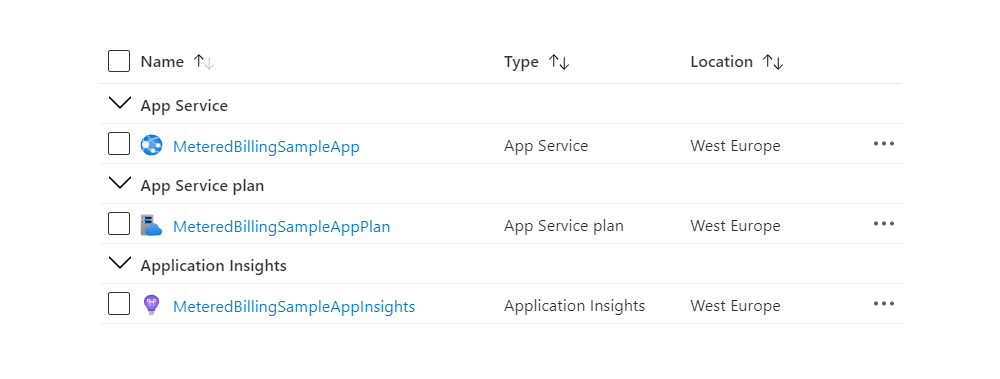 Name Type Location
App Service
MeteredBillingSampleApp App Service West Europe
App Service plan
MeteredBillingSampleAppPlan App Service plan West Europe
Application Insights
MeteredBillingSampleAppInsights Application Insights West Europe